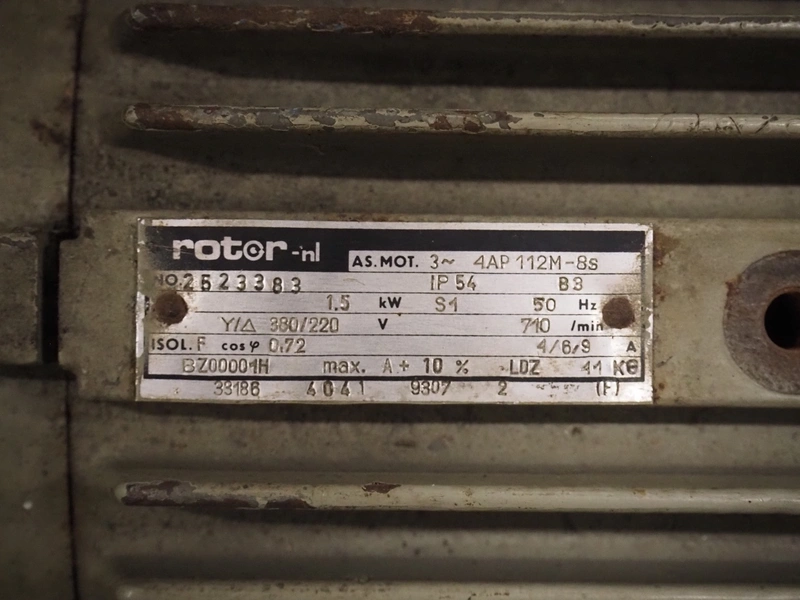 rotor-nl AS.MOT. 3~ 4AP 112M-8s
NO. 2523383 IP 54 B3
1.5 kW S1 50 Hz
Y/△ 380/220 V 710 /min
ISOL. F cos φ 0,72 4/6,9 A
BZ00001H max. A+ 10 % LDZ 41 KG
33186 4041 9307 2 (F)